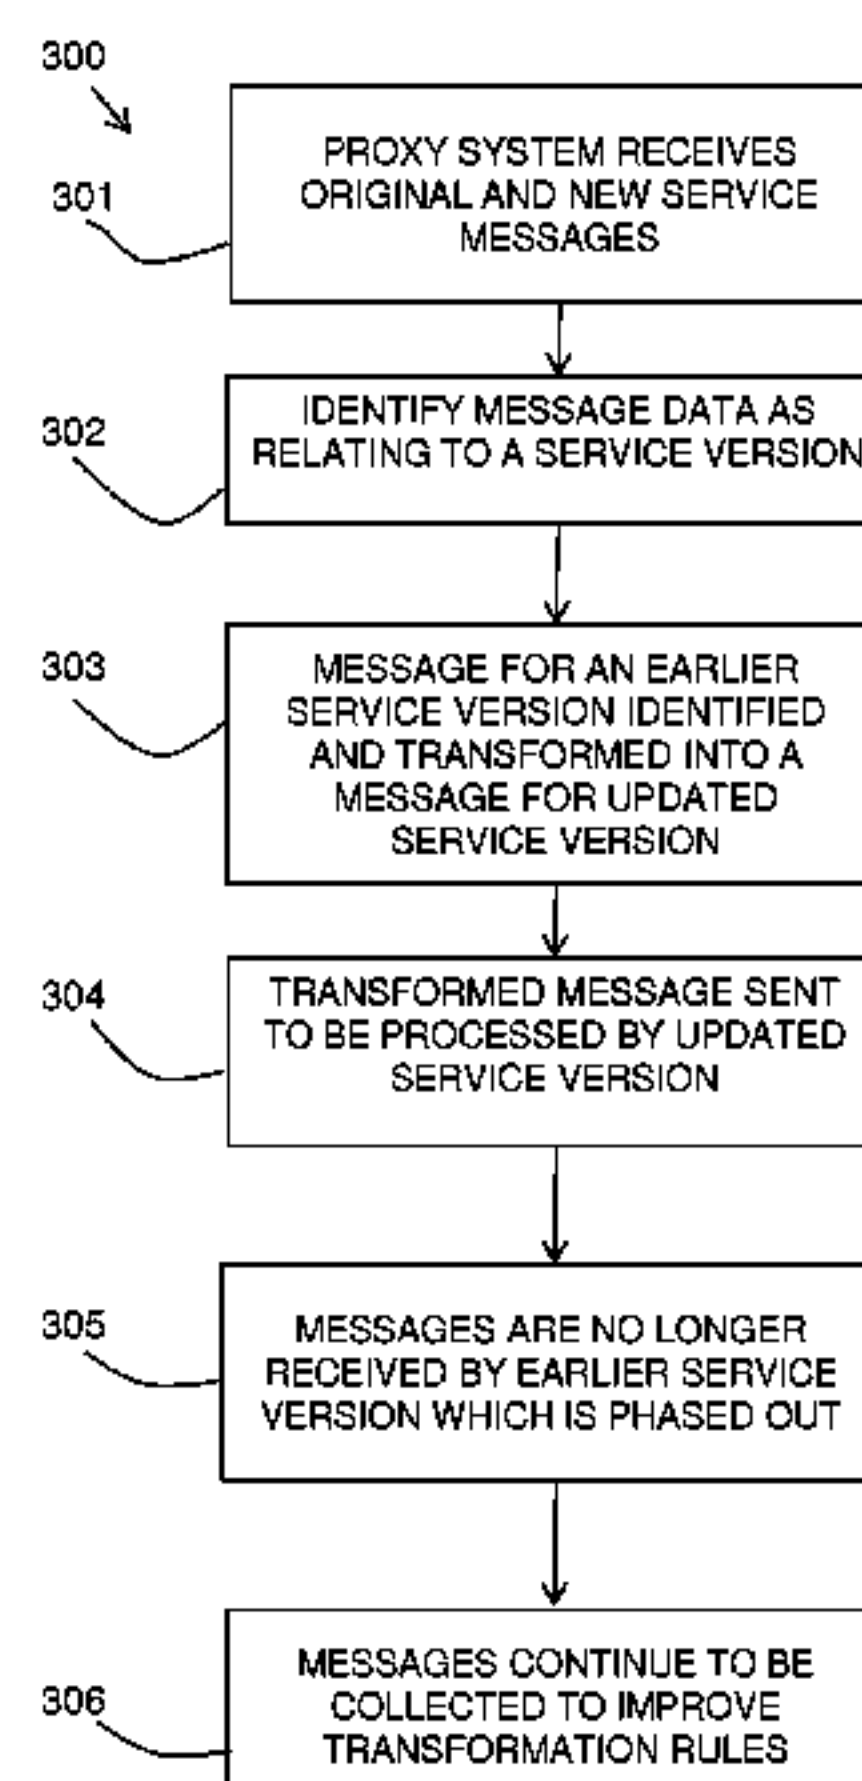 300
301
PROXY SYSTEM RECEIVES
ORIGINAL AND NEW SERVICE
MESSAGES
302
IDENTIFY MESSAGE DATA AS
RELATING TO A SERVICE VERSION
303
MESSAGE FOR AN EARLIER
SERVICE VERSION IDENTIFIED
AND TRANSFORMED INTO A
MESSAGE FOR UPDATED
SERVICE VERSION
304
TRANSFORMED MESSAGE SENT
TO BE PROCESSED BY UPDATED
SERVICE VERSION
305
MESSAGES ARE NO LONGER
RECEIVED BY EARLIER SERVICE
VERSION WHICH IS PHASED OUT
306
MESSAGES CONTINUE TO BE
COLLECTED TO IMPROVE
TRANSFORMATION RULES